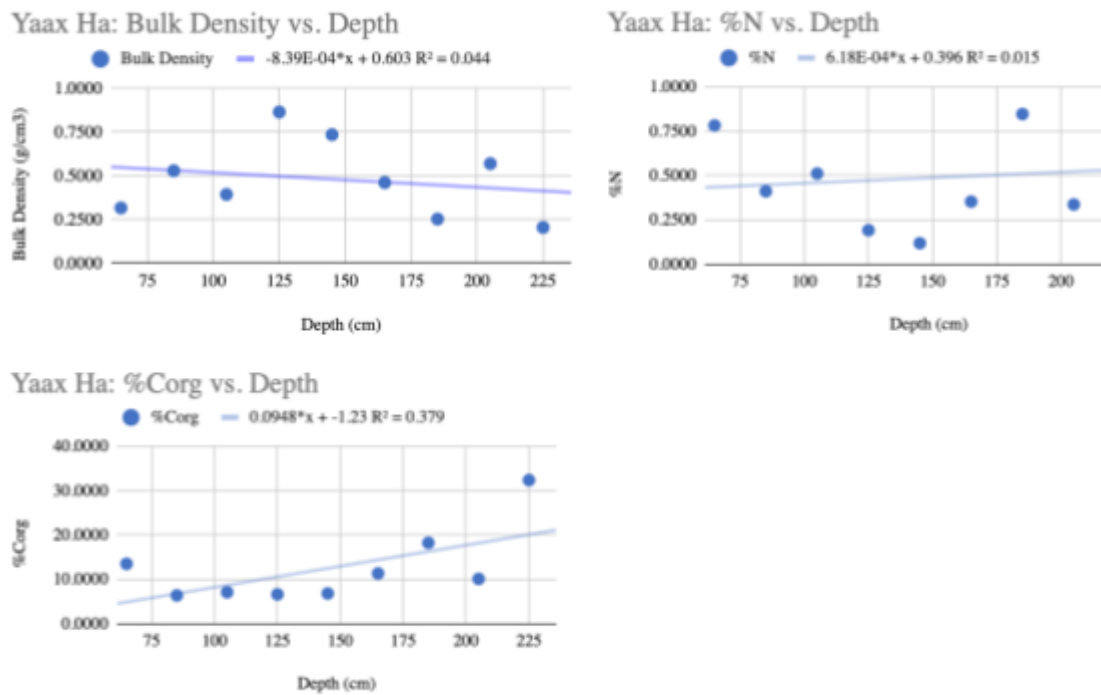 Yaax Ha: Bulk Density vs. Depth
Bulk Density -8.39E-04*x + 0.603 R² = 0.044
Bulk Density (g/cm3)
1.0000
0.7500
0.5000
0.2500
0.0000
75 100 125 150 175 200 225
Depth (cm)
Yaax Ha: %N vs. Depth
%N 6.18E-04*x + 0.396 R² = 0.015
%N
1.0000
0.7500
0.5000
0.2500
0.0000
75 100 125 150 175 200
Depth (cm)
Yaax Ha: %Corg vs. Depth
%Corg 0.0948*x + -1.23 R² = 0.379
%Corg
40.0000
30.0000
20.0000
10.0000
0.0000
75 100 125 150 175 200 225
Depth (cm)